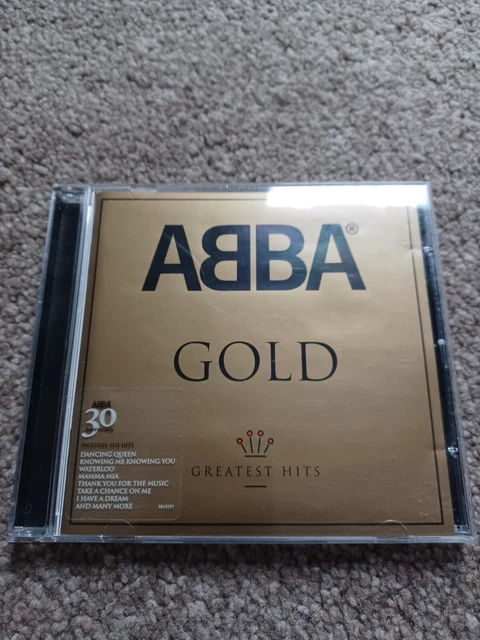 ABBA®
GOLD
GREATEST HITS
ABBA
30
INCLUDES THE HITS
DANCING QUEEN
KNOWING ME KNOWING YOU
WATERLOO
MAMMA MIA
THANK YOU FOR THE MUSIC
TAKE A CHANCE ON ME
I HAVE A DREAM
AND MANY MORE